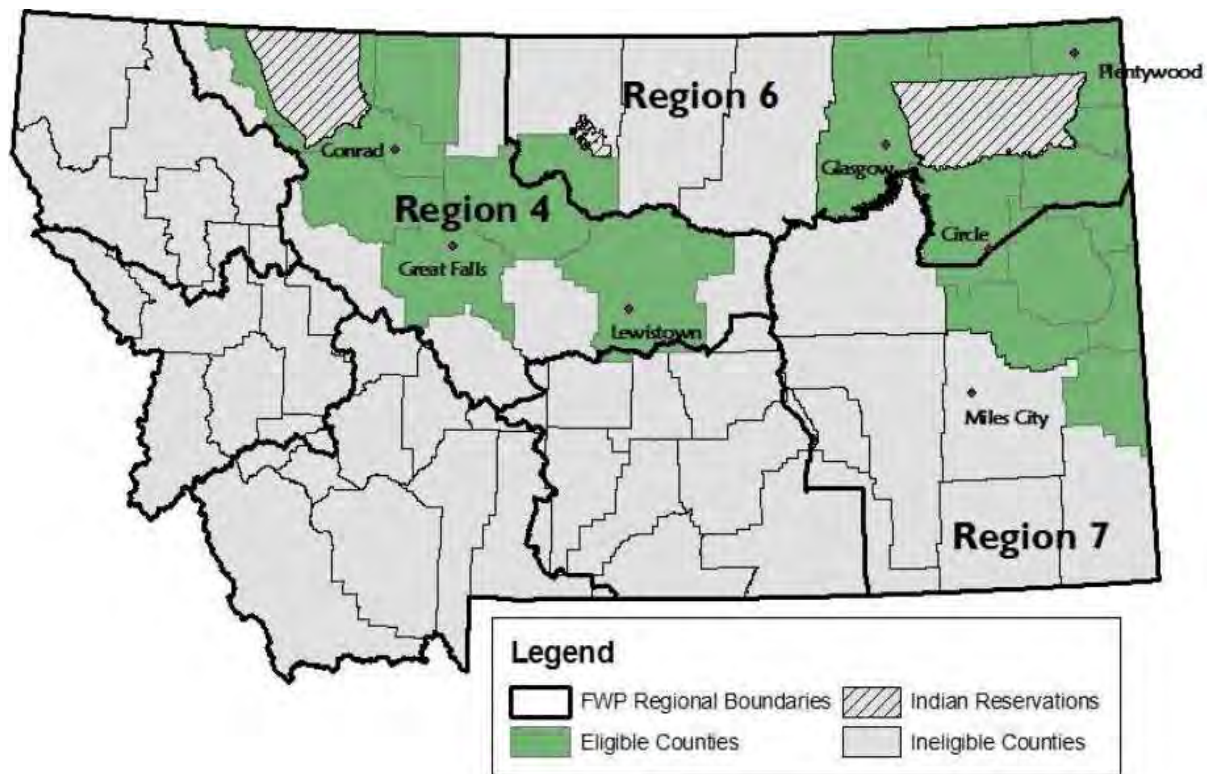 Plentywood
Region 6
Conrad
Glasgow
Region 4
Circle
Great Falls
Lewistown
Miles City
Region 7
Legend
FWP Regional Boundaries
Indian Reservations
Eligible Counties
Ineligible Counties